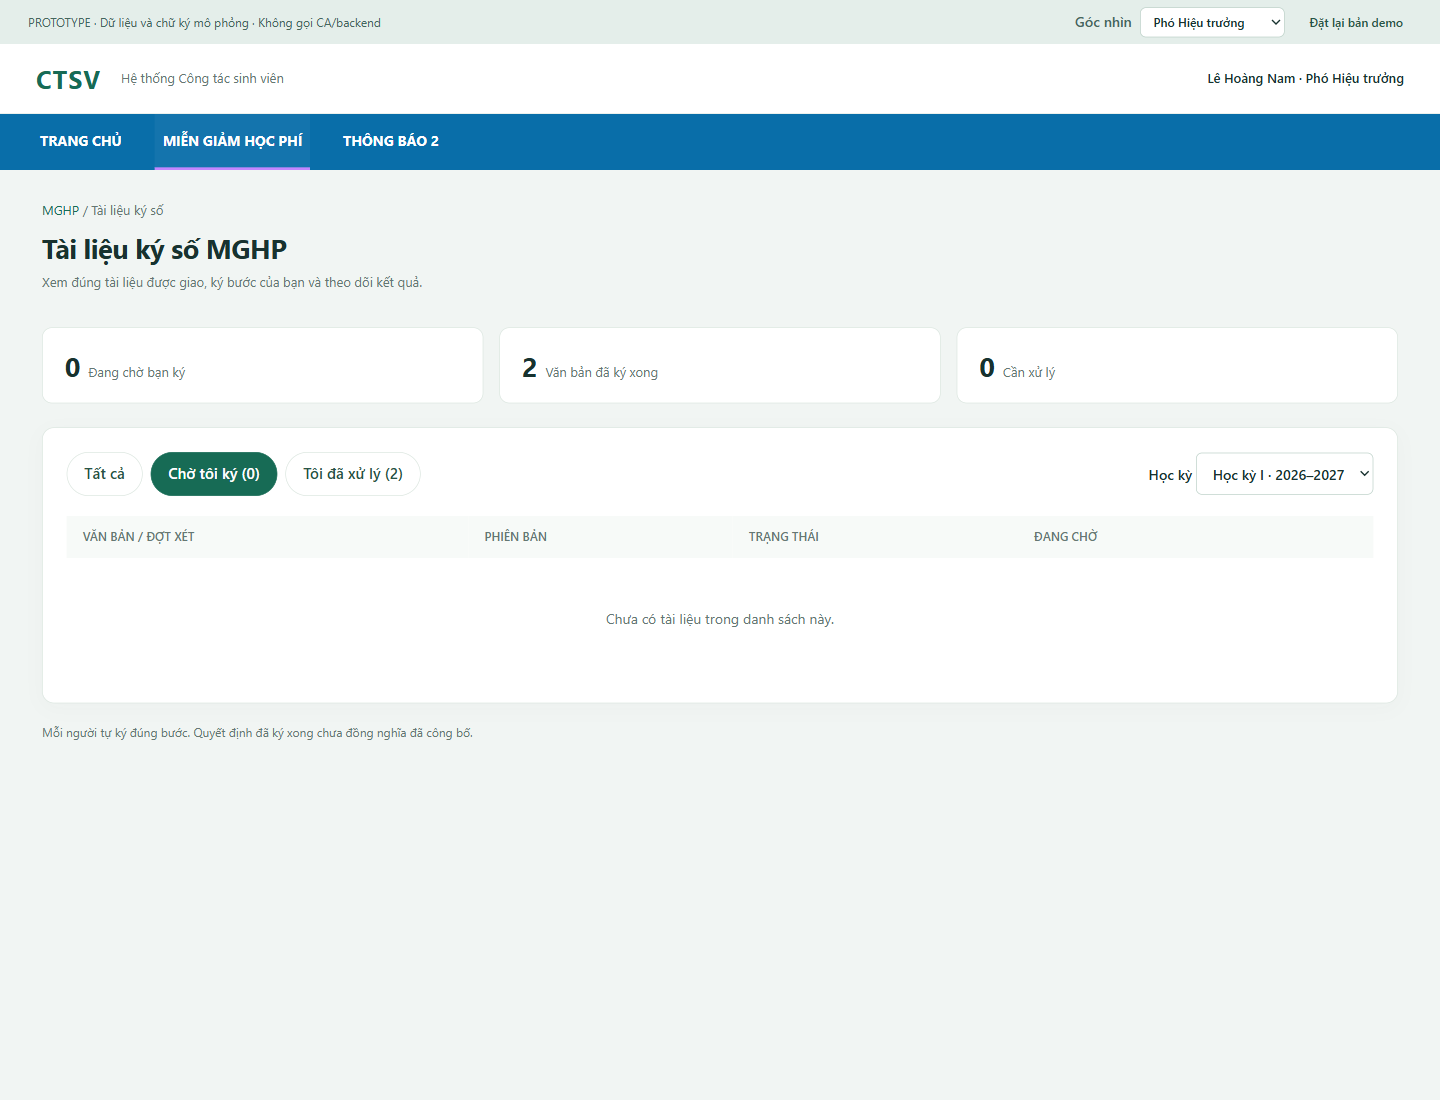 PROTOTYPE · Dữ liệu và chữ ký mô phỏng · Không gọi CA/backend
Góc nhìn
Phó Hiệu trưởng
Đặt lại bản demo
CTSV
Hệ thống Công tác sinh viên
Lê Hoàng Nam · Phó Hiệu trưởng
TRANG CHỦ
MIỄN GIẢM HỌC PHÍ
THÔNG BÁO 2
MGHP / Tài liệu ký số
Tài liệu ký số MGHP
Xem đúng tài liệu được giao, ký bước của bạn và theo dõi kết quả.
0 Đang chờ bạn ký
2 Văn bản đã ký xong
0 Cần xử lý
Tất cả
Chờ tôi ký (0)
Tôi đã xử lý (2)
Học kỳ
Học kỳ I · 2026–2027
VĂN BẢN / ĐỢT XÉT
PHIÊN BẢN
TRẠNG THÁI
ĐANG CHỜ
Chưa có tài liệu trong danh sách này.
Mỗi người tự ký đúng bước. Quyết định đã ký xong chưa đồng nghĩa đã công bố.